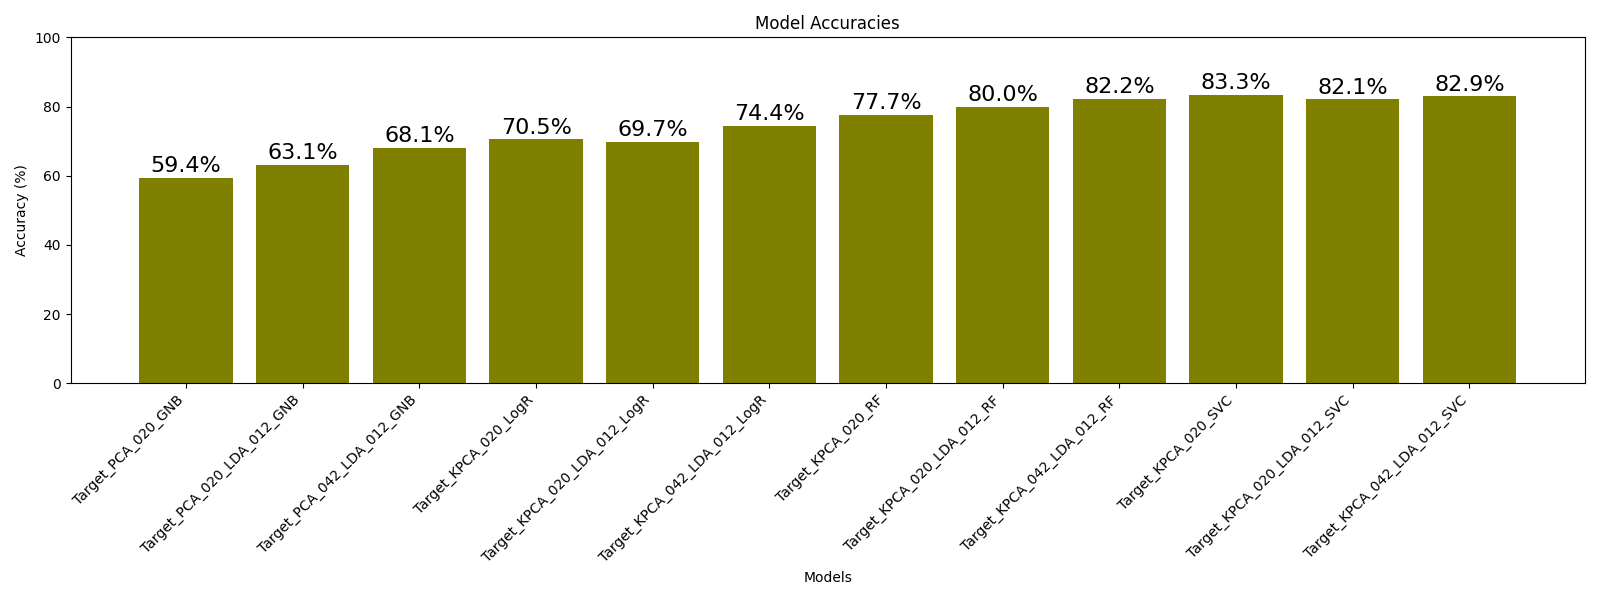 Model Accuracies
Accuracy (%)
100
80
60
40
20
0
59.4%
63.1%
68.1%
70.5%
69.7%
74.4%
77.7%
80.0%
82.2%
83.3%
82.1%
82.9%
Target_PCA_020_GNB
Target_PCA_020_LDA_012_GNB
Target_PCA_042_LDA_012_GNB
Target_KPCA_020_LogR
Target_KPCA_020_LDA_012_LogR
Target_KPCA_042_LDA_012_LogR
Target_KPCA_020_RF
Target_KPCA_020_LDA_012_RF
Target_KPCA_042_LDA_012_RF
Target_KPCA_020_SVC
Target_KPCA_020_LDA_012_SVC
Target_KPCA_042_LDA_012_SVC
Models